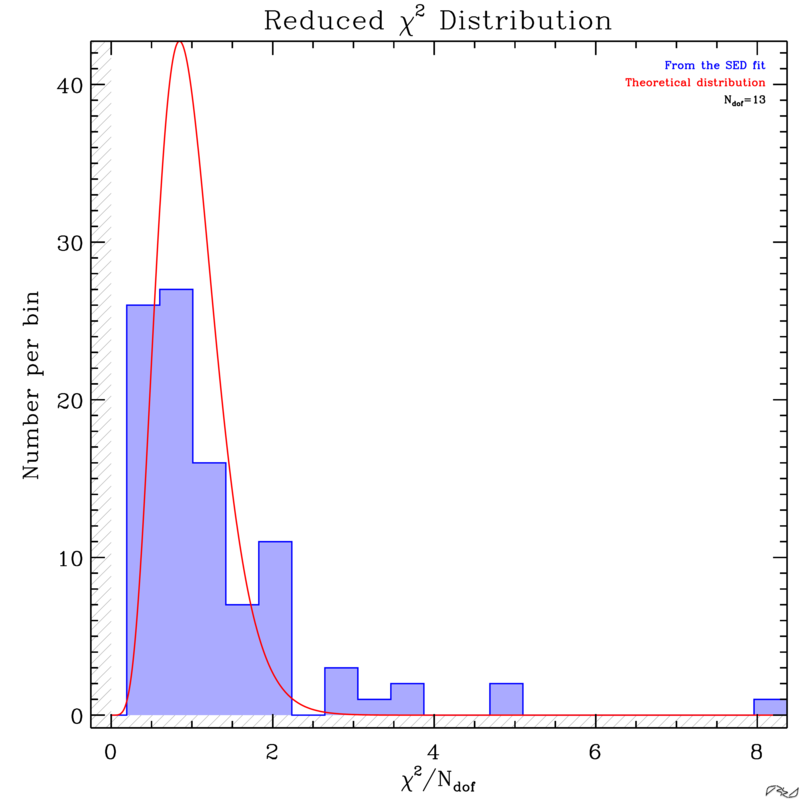 Reduced χ² Distribution
From the SED fit
Theoretical distribution
N_dof=13
Number per bin
40
30
20
10
0
0 2 4 6 8
χ²/N_dof